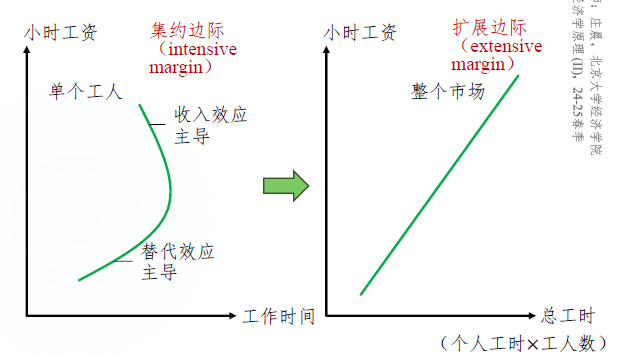 小时工资
集约边际
（intensive
margin）
单个工人
收入效应
主导
替代效应
主导
工作时间
小时工资
扩展边际
（extensive
margin）
整个市场
总工时
（个人工时×工人数）
：庄晨，北京大学经济学院
经济学原理(II)，24-25春季